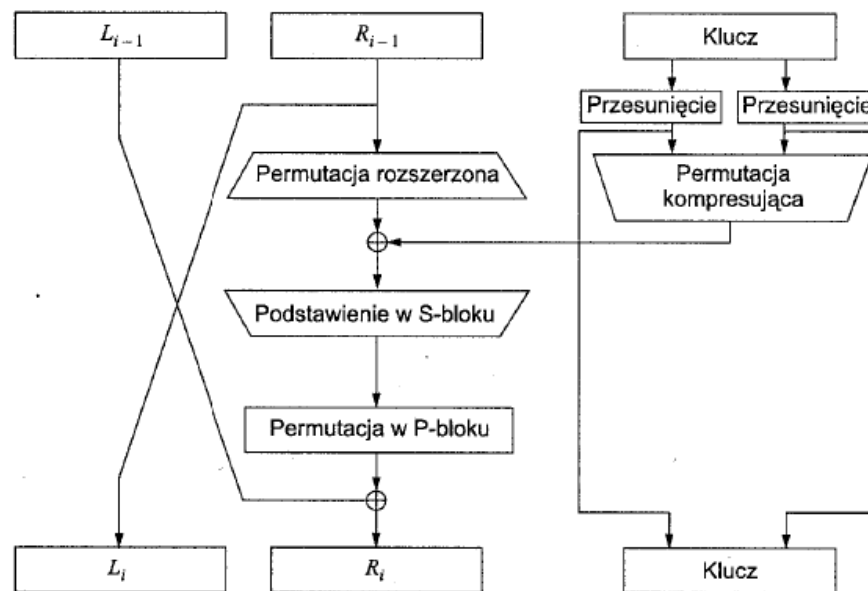 L_{i-1}
R_{i-1}
Klucz
Przesunięcie
Przesunięcie
Permutacja rozszerzona
Permutacja
kompresująca
Podstawienie w S-bloku
Permutacja w P-bloku
L_i
R_i
Klucz